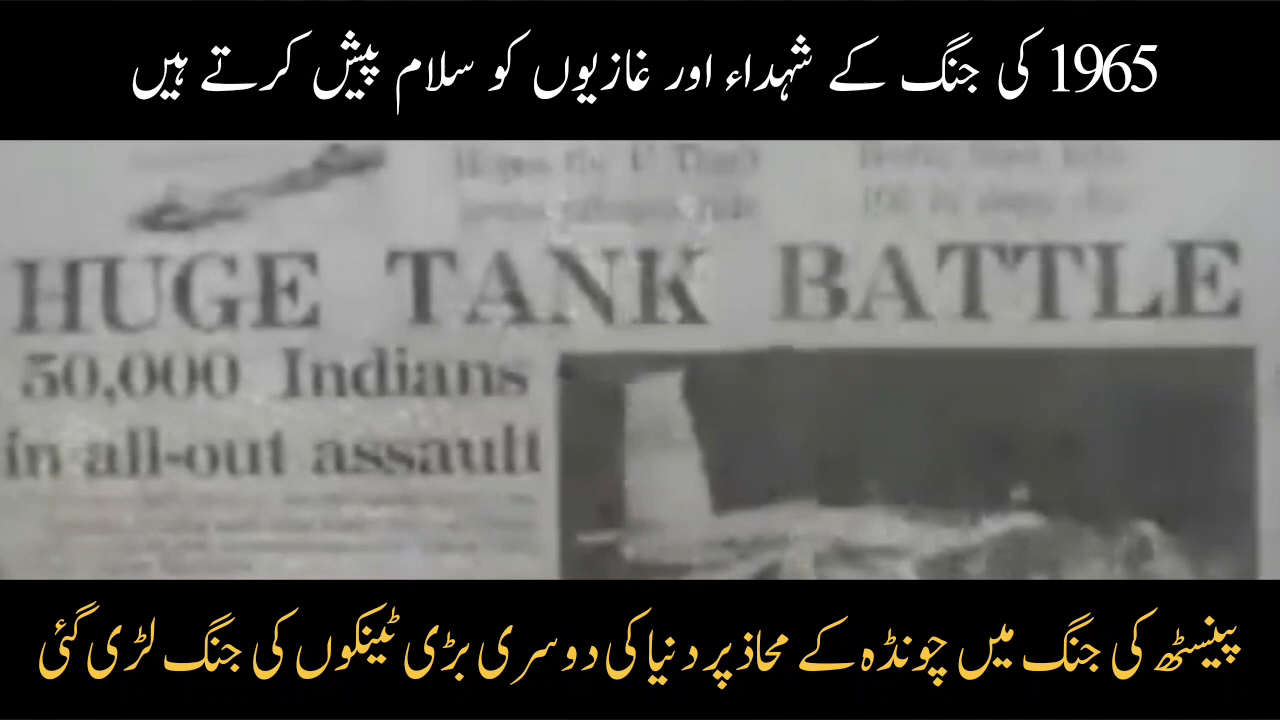 1965 کی جنگ کے شہداء اور غازیوں کو سلام پیش کرتے ہیں
HUGE TANK BATTLE
50,000 Indians
in all-out assault
پینسٹھ کی جنگ میں چونڈہ کے محاذ پر دنیا کی دوسری بڑی ٹینکوں کی جنگ لڑی گئی